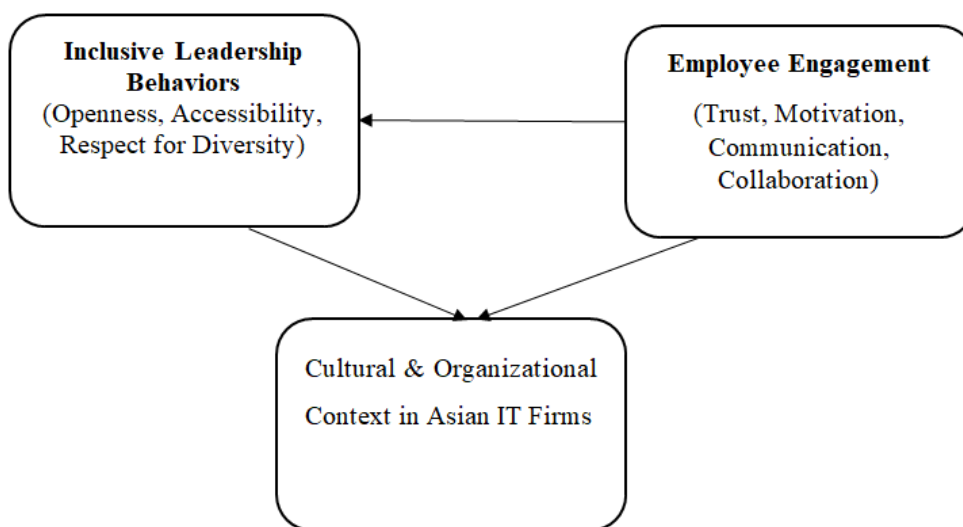 Inclusive Leadership
Behaviors
(Openness, Accessibility,
Respect for Diversity)
Employee Engagement
(Trust, Motivation,
Communication,
Collaboration)
Cultural & Organizational
Context in Asian IT Firms